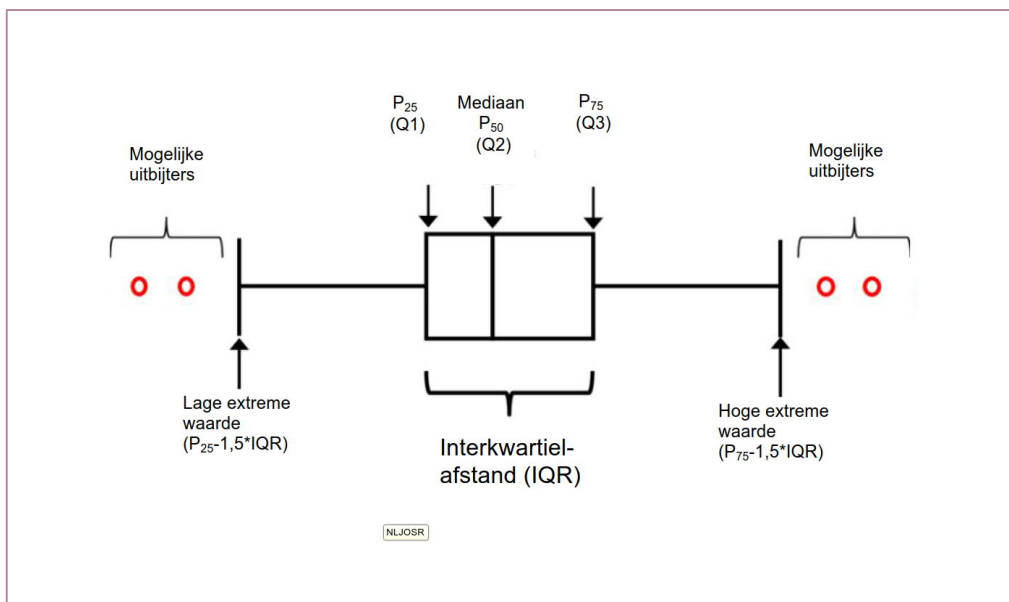 P25
(Q1)
Mediaan
P50
(Q2)
P75
(Q3)
Mogelijke
uitbijters
Mogelijke
uitbijters
Lage extreme
waarde
(P25-1,5*IQR)
Interkwartiel-
afstand (IQR)
Hoge extreme
waarde
(P75-1,5*IQR)
NLJOSR